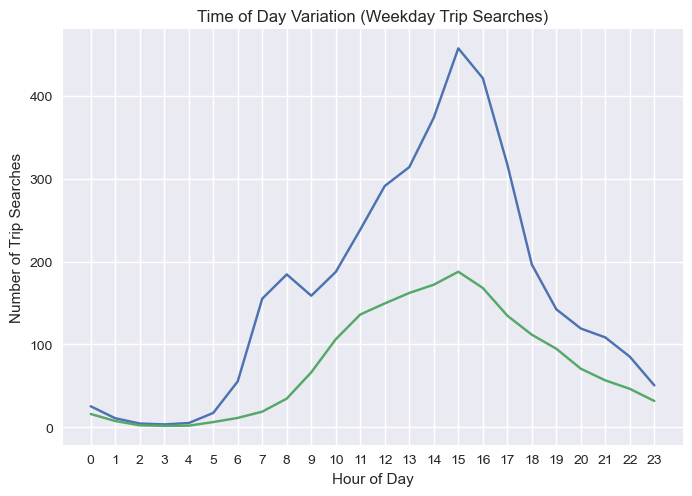 Time of Day Variation (Weekday Trip Searches)
Number of Trip Searches
400
300
200
100
0
0 1 2 3 4 5 6 7 8 9 10 11 12 13 14 15 16 17 18 19 20 21 22 23
Hour of Day